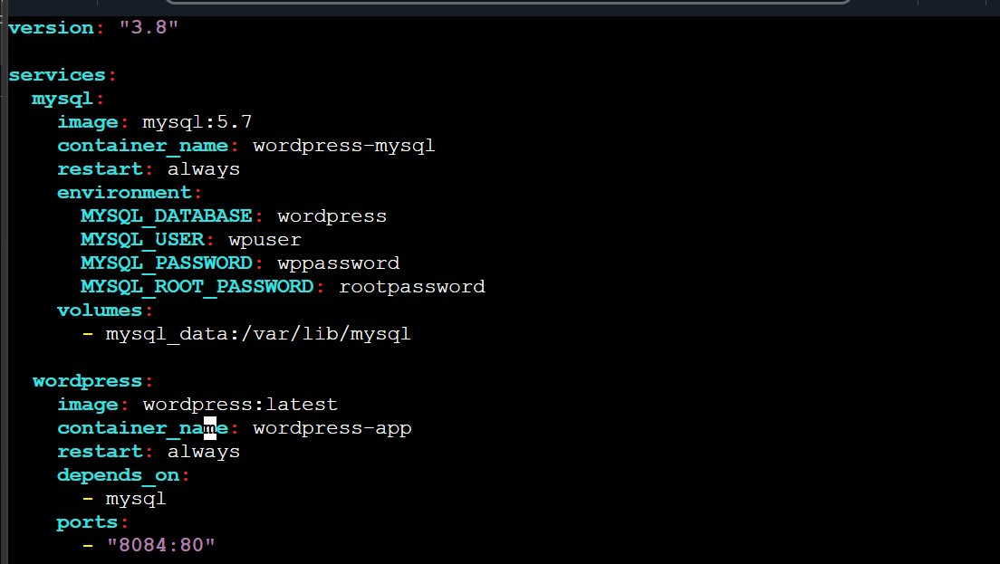 version: "3.8"

services:
  mysql:
    image: mysql:5.7
    container_name: wordpress-mysql
    restart: always
    environment:
      MYSQL_DATABASE: wordpress
      MYSQL_USER: wpuser
      MYSQL_PASSWORD: wppassword
      MYSQL_ROOT_PASSWORD: rootpassword
    volumes:
      - mysql_data:/var/lib/mysql

  wordpress:
    image: wordpress:latest
    container_name: wordpress-app
    restart: always
    depends_on:
      - mysql
    ports:
      - "8084:80"